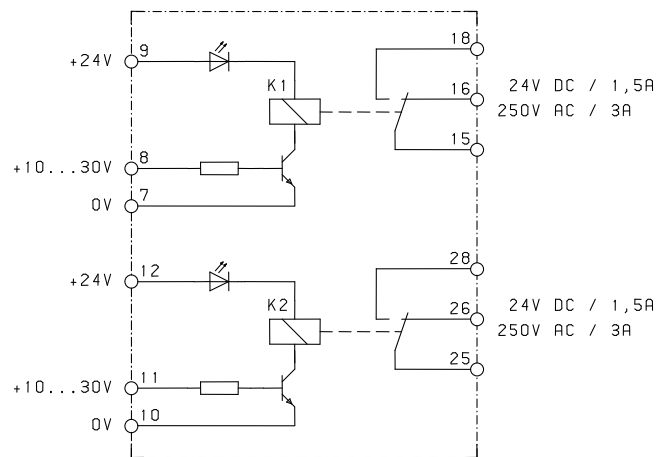 9
+24V
18
K1
16
24V DC / 1,5A
250V AC / 3A
15
8
+10...30V
7
0V
12
+24V
28
K2
26
24V DC / 1,5A
250V AC / 3A
25
11
+10...30V
10
0V